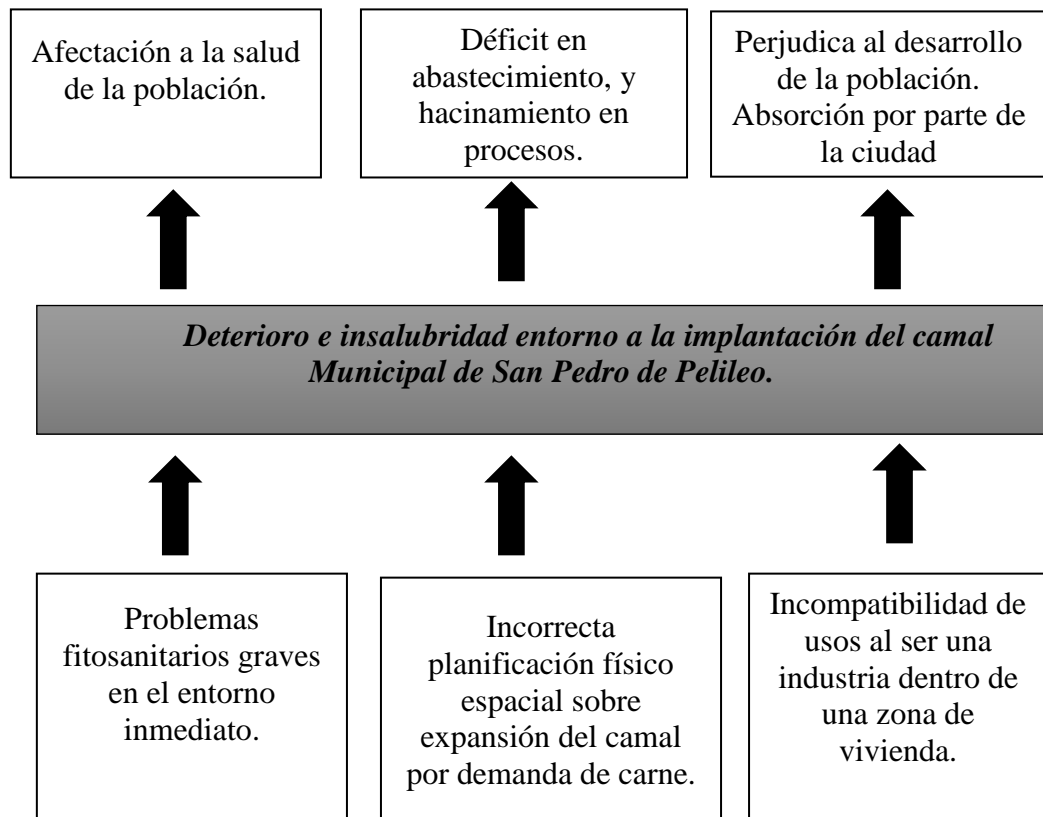 Afectación a la salud
de la población.
Déficit en
abastecimiento, y
hacinamiento en
procesos.
Perjudica al desarrollo
de la población.
Absorción por parte de
la ciudad
Deterioro e insalubridad entorno a la implantación del camal
Municipal de San Pedro de Pelileo.
Problemas
fitosanitarios graves
en el entorno
inmediato.
Incorrecta
planificación físico
espacial sobre
expansión del camal
por demanda de carne.
Incompatibilidad de
usos al ser una
industria dentro de
una zona de
vivienda.